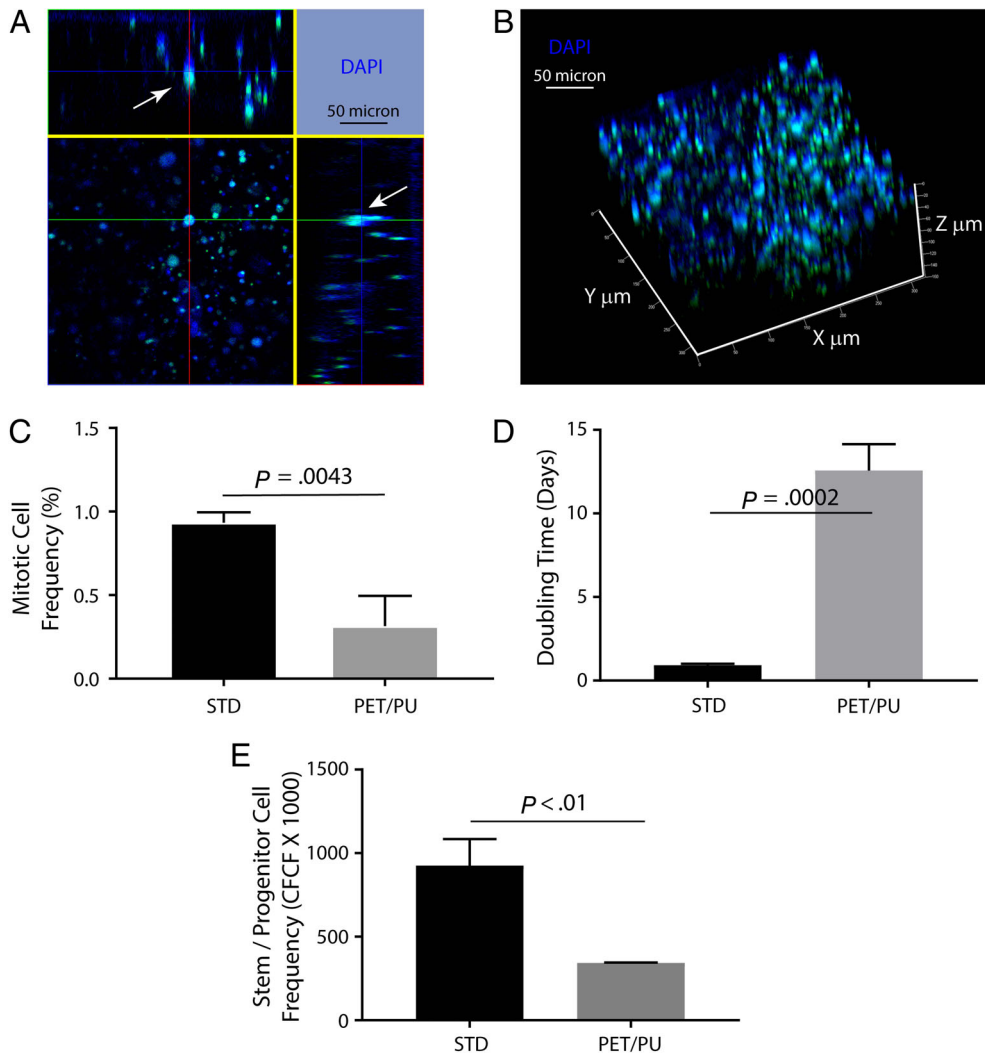 A
DAPI
50 micron
B
DAPI
50 micron
Z μm
Y μm
X μm
C
Mitotic Cell
Frequency (%)
1.5
1.0
0.5
0.0
P = .0043
STD
PET/PU
D
Doubling Time (Days)
15
10
5
0
P = .0002
STD
PET/PU
E
Stem / Progenitor Cell
Frequency (CFCF X 1000)
1500
1000
500
0
P < .01
STD
PET/PU